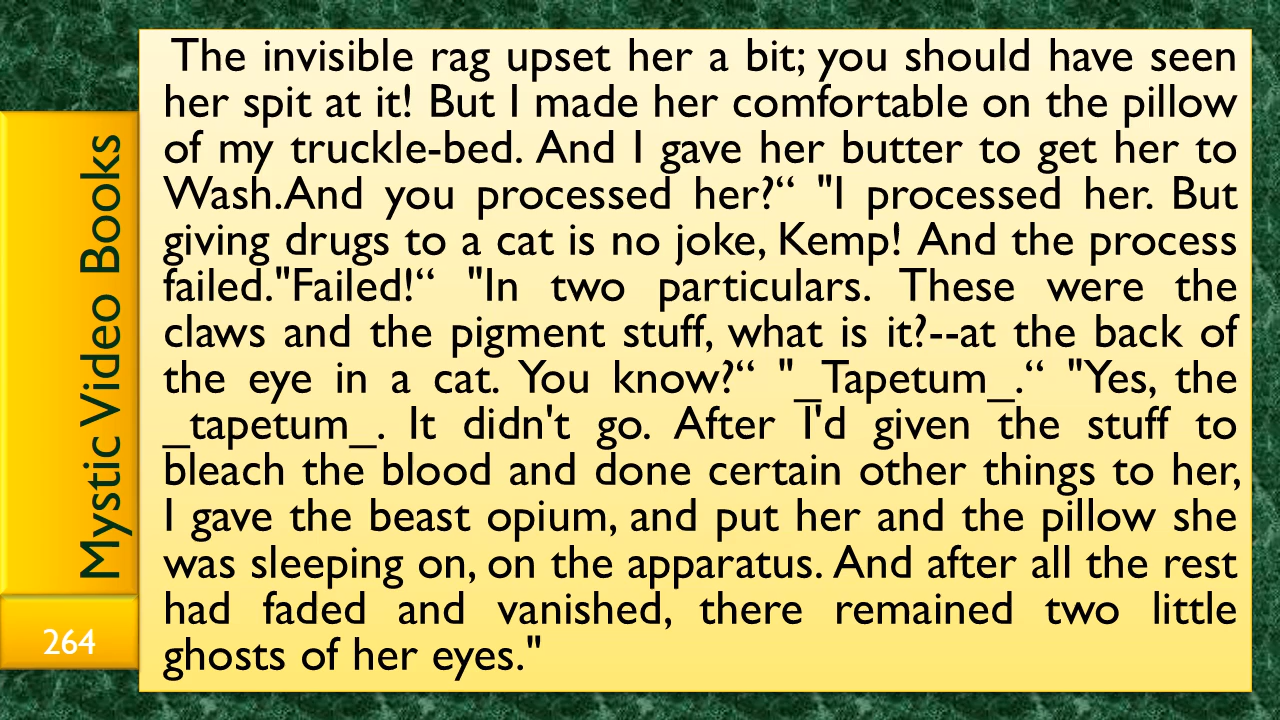 The invisible rag upset her a bit; you should have seen
her spit at it! But I made her comfortable on the pillow
of my truckle-bed. And I gave her butter to get her to
Wash.And you processed her?“ "I processed her. But
giving drugs to a cat is no joke, Kemp! And the process
failed."Failed!“ "In two particulars. These were the
claws and the pigment stuff, what is it?--at the back of
the eye in a cat. You know?“ "_Tapetum_.“ "Yes, the
_tapetum_. It didn't go. After I'd given the stuff to
bleach the blood and done certain other things to her,
I gave the beast opium, and put her and the pillow she
was sleeping on, on the apparatus. And after all the rest
had faded and vanished, there remained two little
ghosts of her eyes."
Mystic Video Books
264